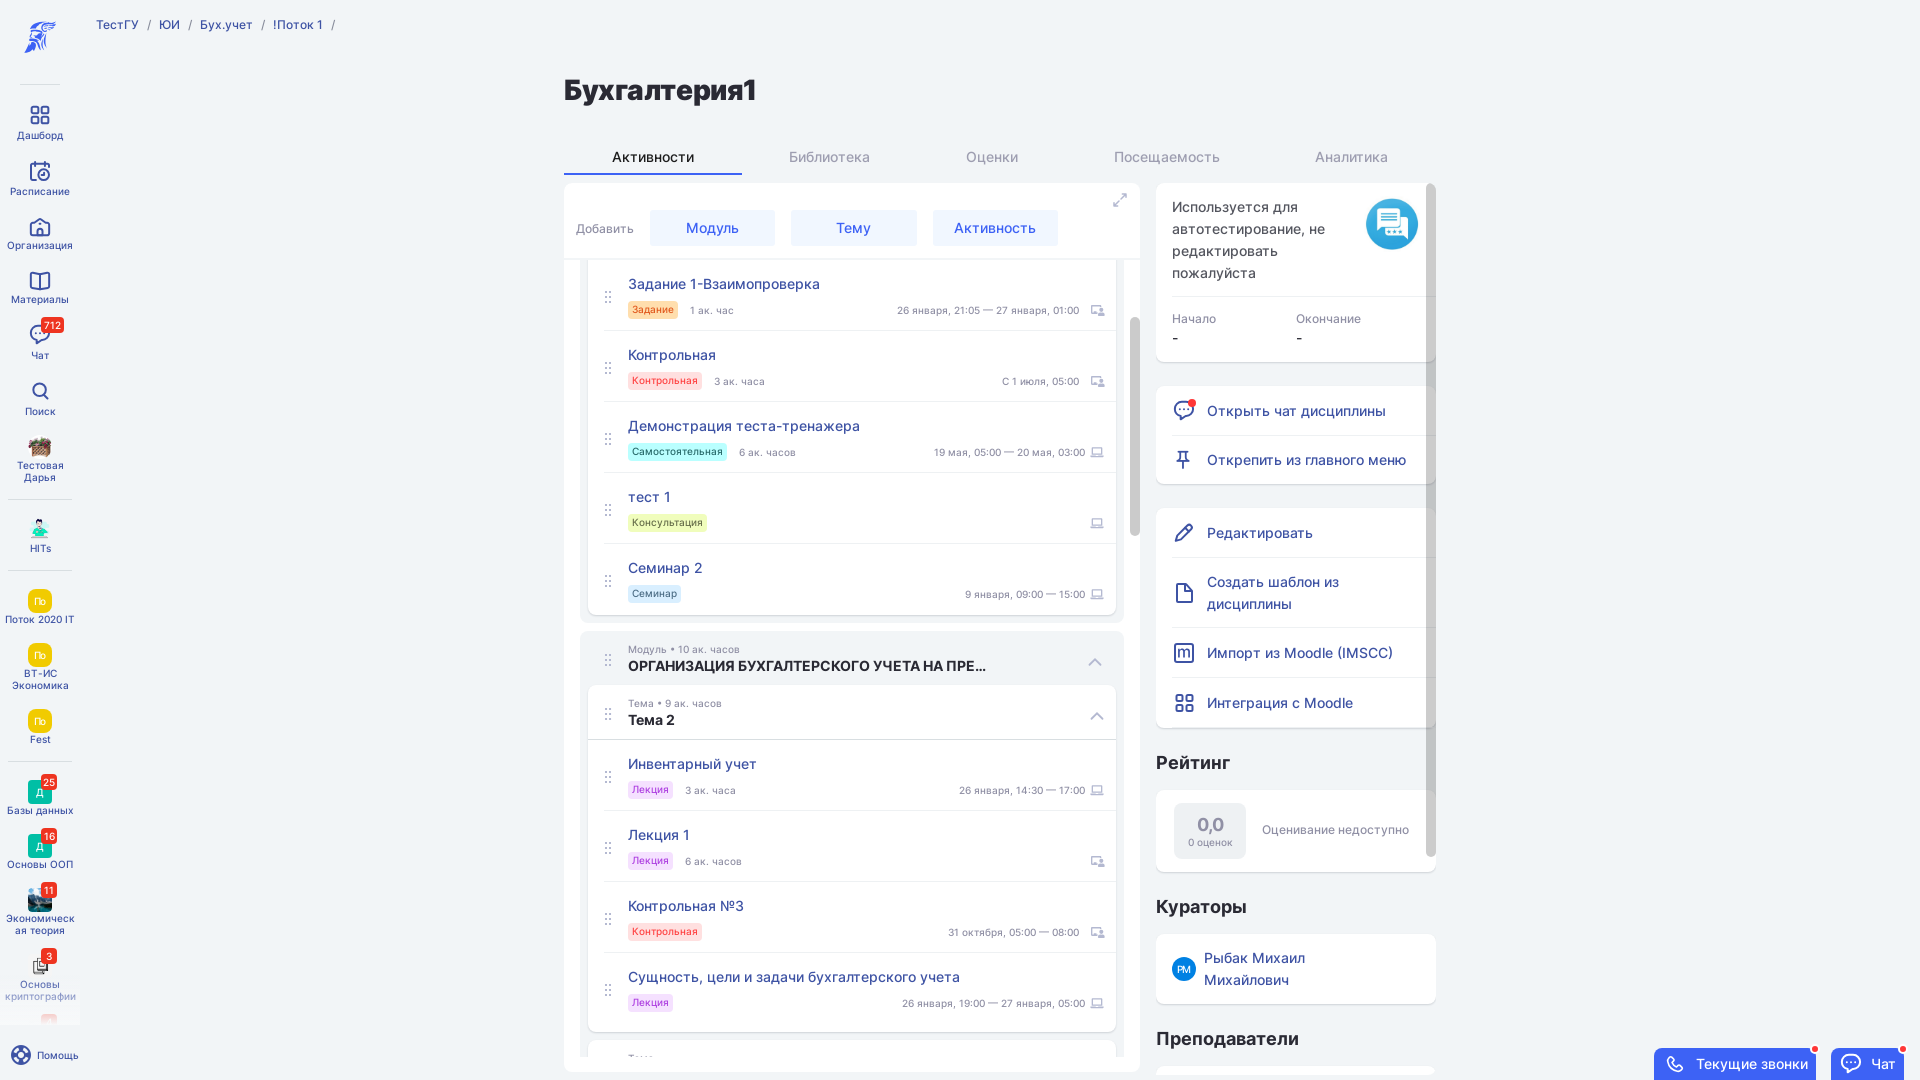 ТестГУ / ЮИ / Бух.учет / !Поток 1 /
Дашборд
Расписание
Организация
Материалы
712
Чат
Поиск
Тестовая
Дарья
HITs
По
Поток 2020 IT
По
ВТ-ИС
Экономика
По
Fest
25
Д
Базы данных
16
Д
Основы ООП
11
Экономическ
ая теория
3
Основы
криптографии
Помощь
Бухгалтерия1
Активности
Библиотека
Оценки
Посещаемость
Аналитика
Добавить
Модуль
Тему
Активность
Задание 1-Взаимопроверка
Задание 1 ак. час 26 января, 21:05 — 27 января, 01:00
Контрольная
Контрольная 3 ак. часа С 1 июля, 05:00
Демонстрация теста-тренажера
Самостоятельная 6 ак. часов 19 мая, 05:00 — 20 мая, 03:00
тест 1
Консультация
Семинар 2
Семинар 9 января, 09:00 — 15:00
Модуль • 10 ак. часов
ОРГАНИЗАЦИЯ БУХГАЛТЕРСКОГО УЧЕТА НА ПРЕ...
Тема • 9 ак. часов
Тема 2
Инвентарный учет
Лекция 3 ак. часа 26 января, 14:30 — 17:00
Лекция 1
Лекция 6 ак. часов
Контрольная №3
Контрольная 31 октября, 05:00 — 08:00
Сущность, цели и задачи бухгалтерского учета
Лекция 26 января, 19:00 — 27 января, 05:00
Используется для
автотестирование, не
редактировать
пожалуйста
Начало Окончание
- -
Открыть чат дисциплины
Открепить из главного меню
Редактировать
Создать шаблон из
дисциплины
Импорт из Moodle (IMSCC)
Интеграция с Moodle
Рейтинг
0,0
0 оценок
Оценивание недоступно
Кураторы
РМ
Рыбак Михаил
Михайлович
Преподаватели
Текущие звонки
Чат